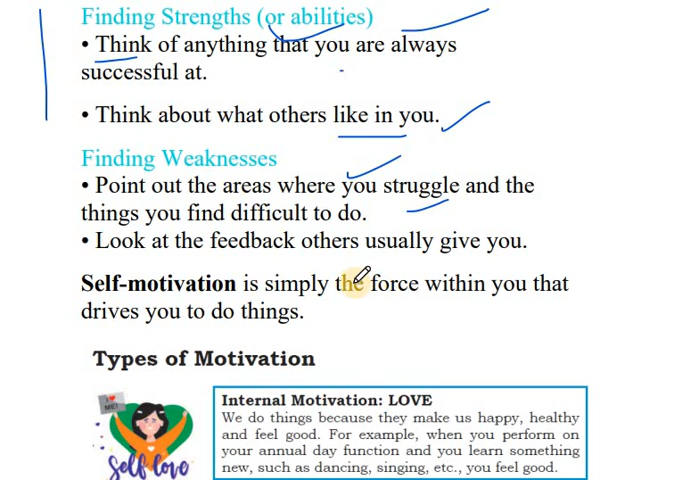 Finding Strengths (or abilities)
• Think of anything that you are always
successful at.
• Think about what others like in you.
Finding Weaknesses
• Point out the areas where you struggle and the
things you find difficult to do.
• Look at the feedback others usually give you.
Self-motivation is simply the force within you that
drives you to do things.
Types of Motivation
I ♥
ME!
Self love
Internal Motivation: LOVE
We do things because they make us happy, healthy
and feel good. For example, when you perform on
your annual day function and you learn something
new, such as dancing, singing, etc., you feel good.